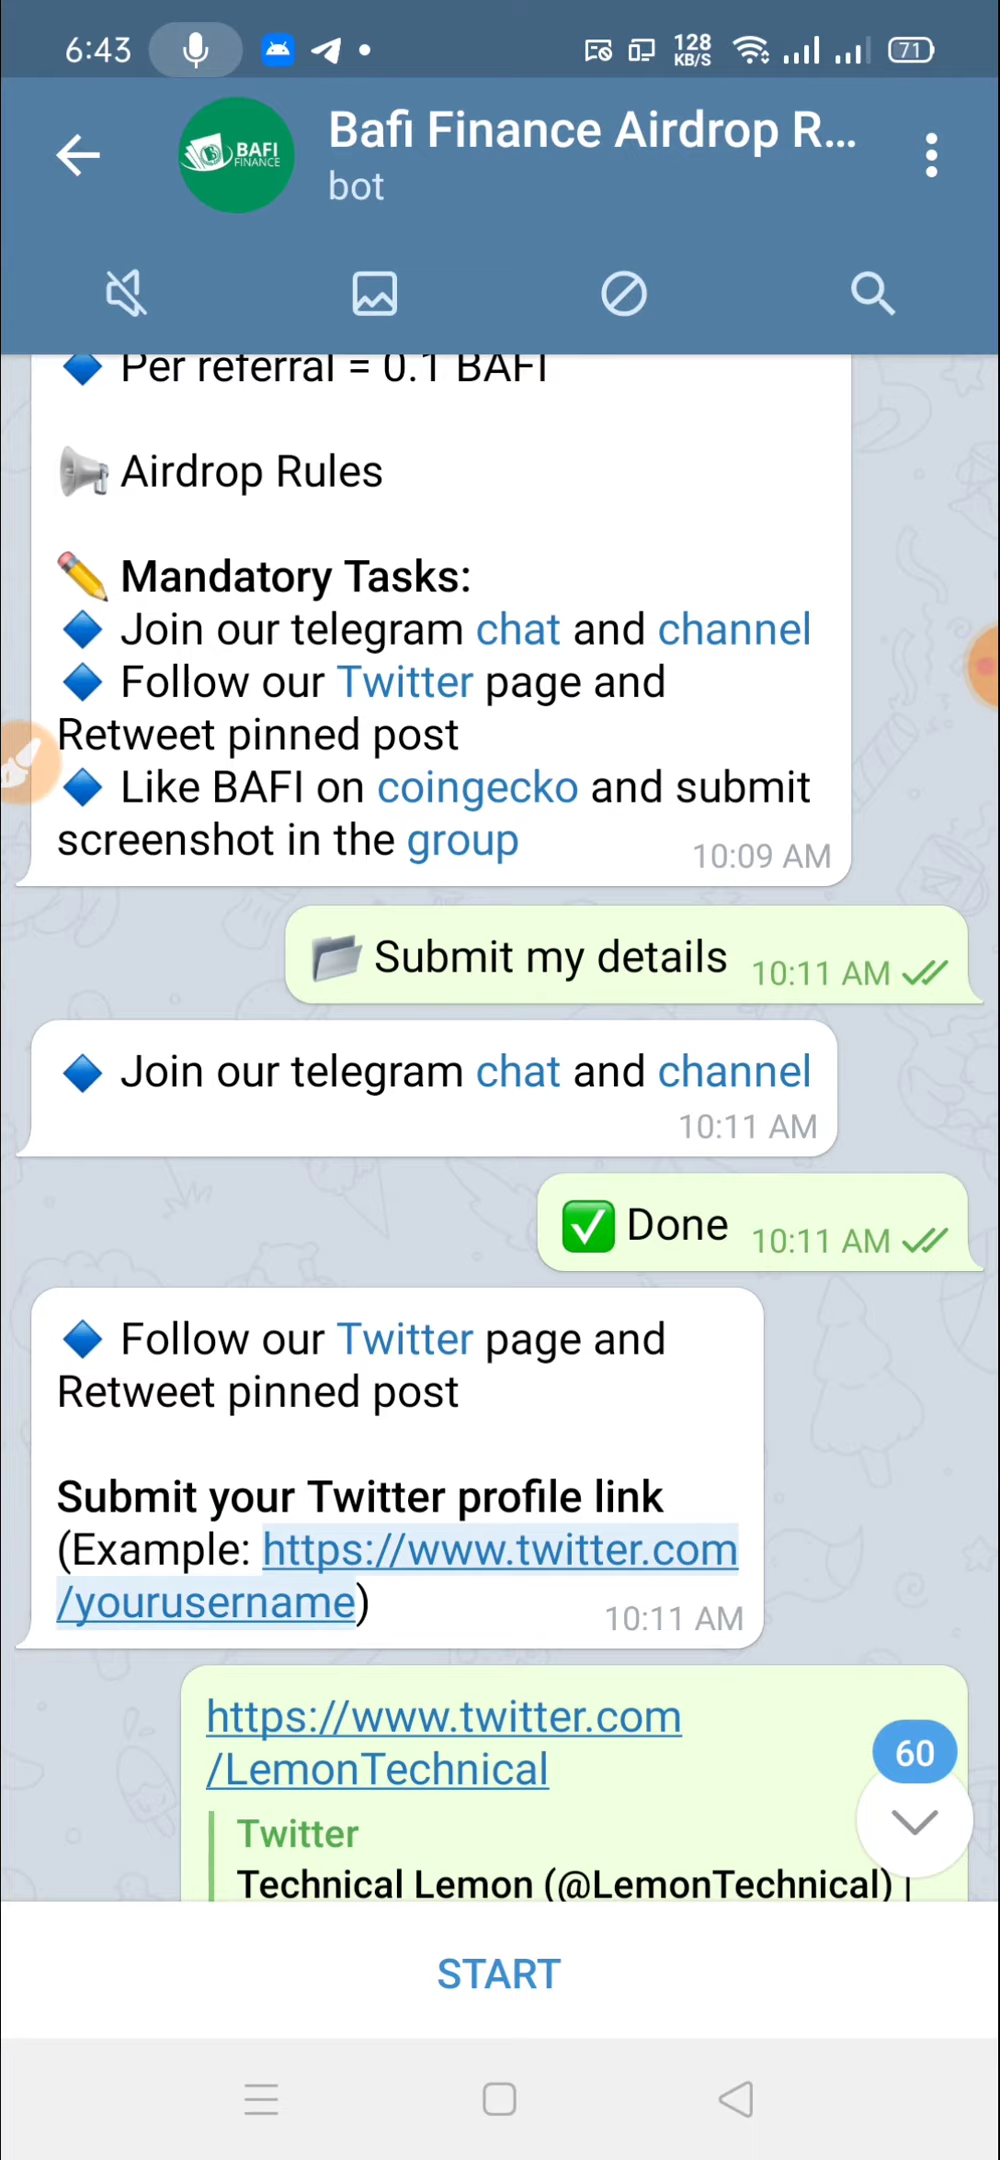 6:43
128
KB/S
71
BAFI
FINANCE
Bafi Finance Airdrop R...
bot
Per referral = 0.1 BAFI
Airdrop Rules
Mandatory Tasks:
Join our telegram chat and channel
Follow our Twitter page and
Retweet pinned post
Like BAFI on coingecko and submit
screenshot in the group
10:09 AM
Submit my details
10:11 AM
Join our telegram chat and channel
10:11 AM
Done
10:11 AM
Follow our Twitter page and
Retweet pinned post
Submit your Twitter profile link
(Example: https://www.twitter.com
/yourusername)
10:11 AM
https://www.twitter.com
/LemonTechnical
60
Twitter
Technical Lemon (@LemonTechnical) |
START